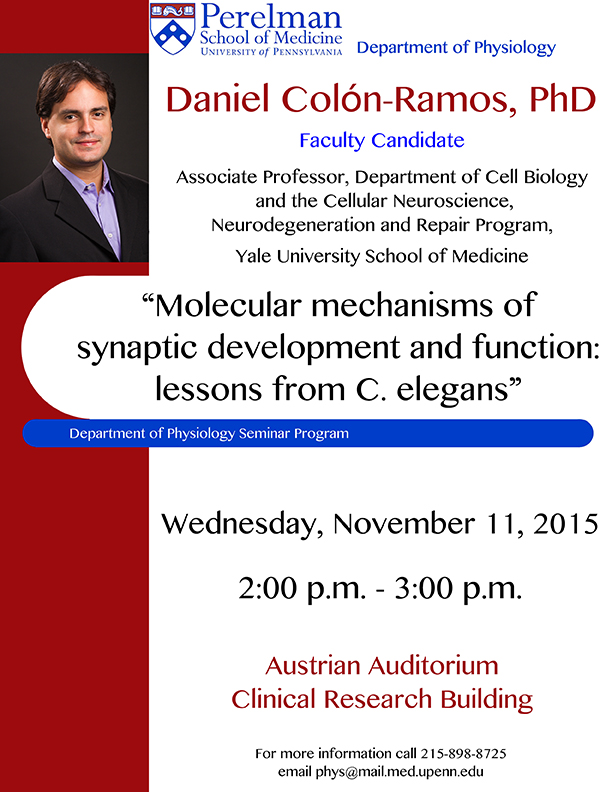 Perelman
School of Medicine
University of Pennsylvania
Department of Physiology
Daniel Colón-Ramos, PhD
Faculty Candidate
Associate Professor, Department of Cell Biology
and the Cellular Neuroscience,
Neurodegeneration and Repair Program,
Yale University School of Medicine
“Molecular mechanisms of
synaptic development and function:
lessons from C. elegans”
Department of Physiology Seminar Program
Wednesday, November 11, 2015
2:00 p.m. - 3:00 p.m.
Austrian Auditorium
Clinical Research Building
For more information call 215-898-8725
email phys@mail.med.upenn.edu